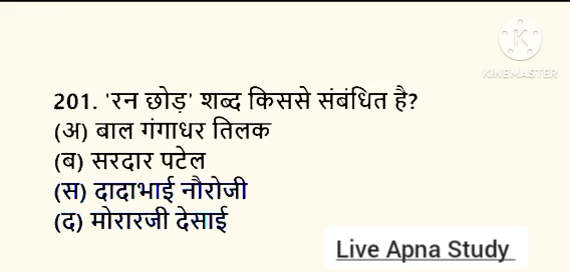 K
KINEMASTER
201. 'रन छोड़' शब्द किससे संबंधित है?
(अ) बाल गंगाधर तिलक
(ब) सरदार पटेल
(स) दादाभाई नौरोजी
(द) मोरारजी देसाई
Live Apna Study